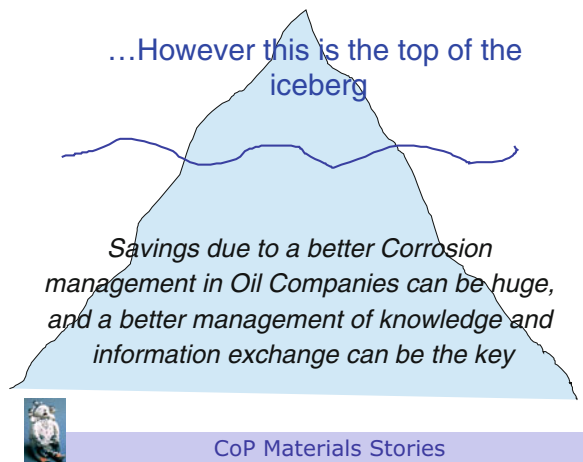 …However this is the top of the
iceberg
Savings due to a better Corrosion
management in Oil Companies can be huge,
and a better management of knowledge and
information exchange can be the key
CoP Materials Stories